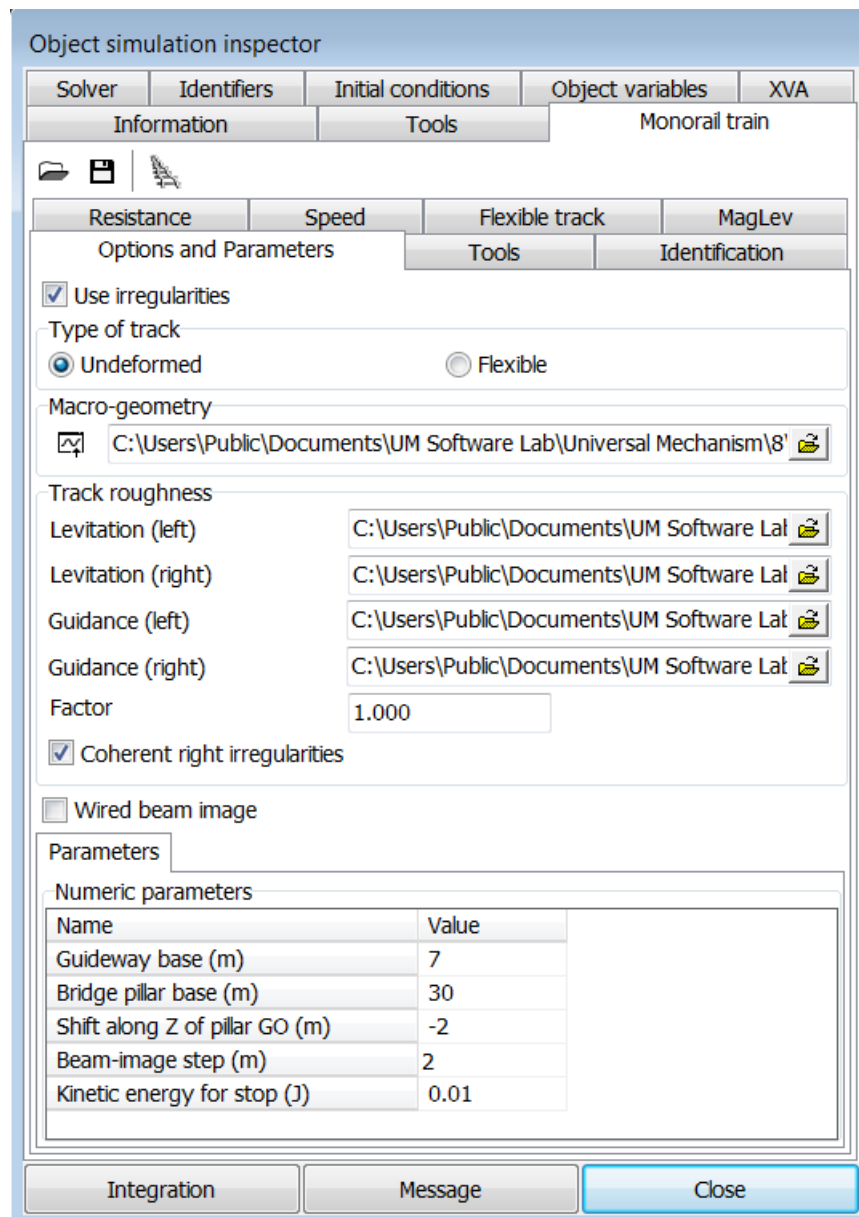 Object simulation inspector
Solver Identifiers Initial conditions Object variables XVA
Information Tools Monorail train
Resistance Speed Flexible track MagLev
Options and Parameters Tools Identification
Use irregularities
Type of track
Undeformed Flexible
Macro-geometry
C:\Users\Public\Documents\UM Software Lab\Universal Mechanism\8\
Track roughness
Levitation (left) C:\Users\Public\Documents\UM Software Lab
Levitation (right) C:\Users\Public\Documents\UM Software Lab
Guidance (left) C:\Users\Public\Documents\UM Software Lab
Guidance (right) C:\Users\Public\Documents\UM Software Lab
Factor 1.000
Coherent right irregularities
Wired beam image
Parameters
Numeric parameters
Name Value
Guideway base (m) 7
Bridge pillar base (m) 30
Shift along Z of pillar GO (m) -2
Beam-image step (m) 2
Kinetic energy for stop (J) 0.01
Integration Message Close